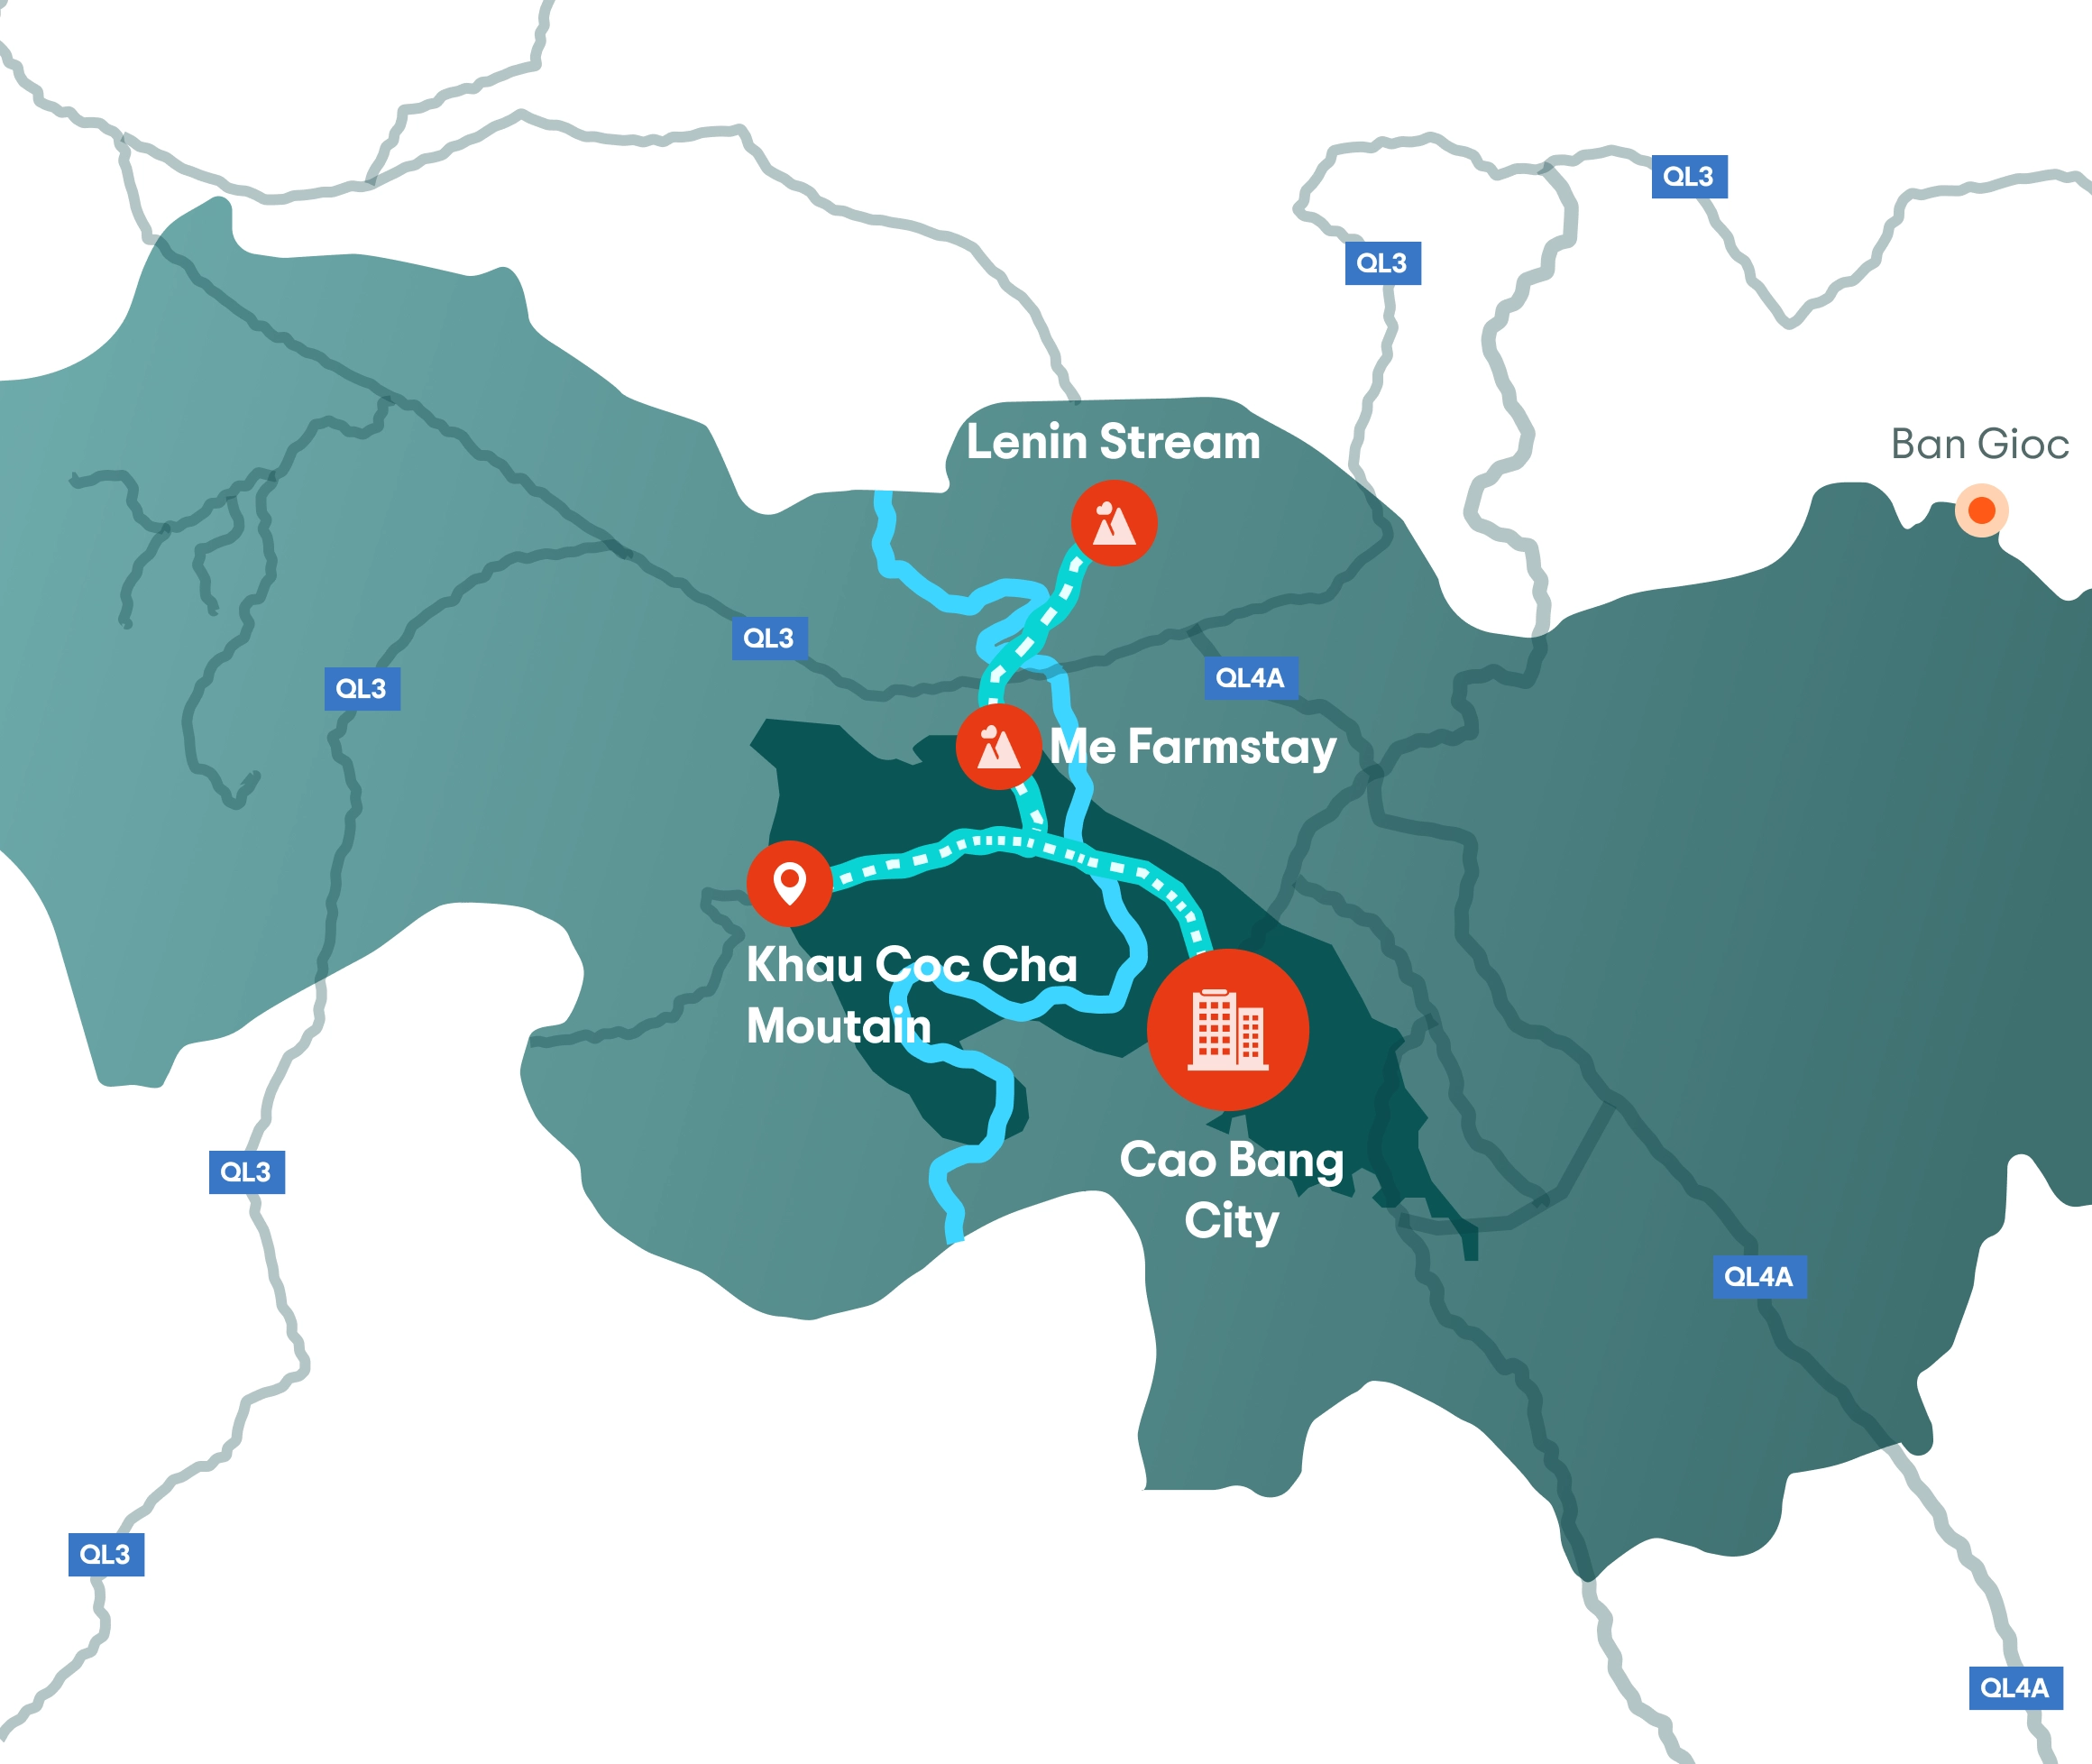 QL3
QL3
Ban Gioc
Lenin Stream
QL3
QL4A
QL3
Me Farmstay
Khau Coc Cha
Moutain
Cao Bang
City
QL3
QL4A
QL3
QL4A